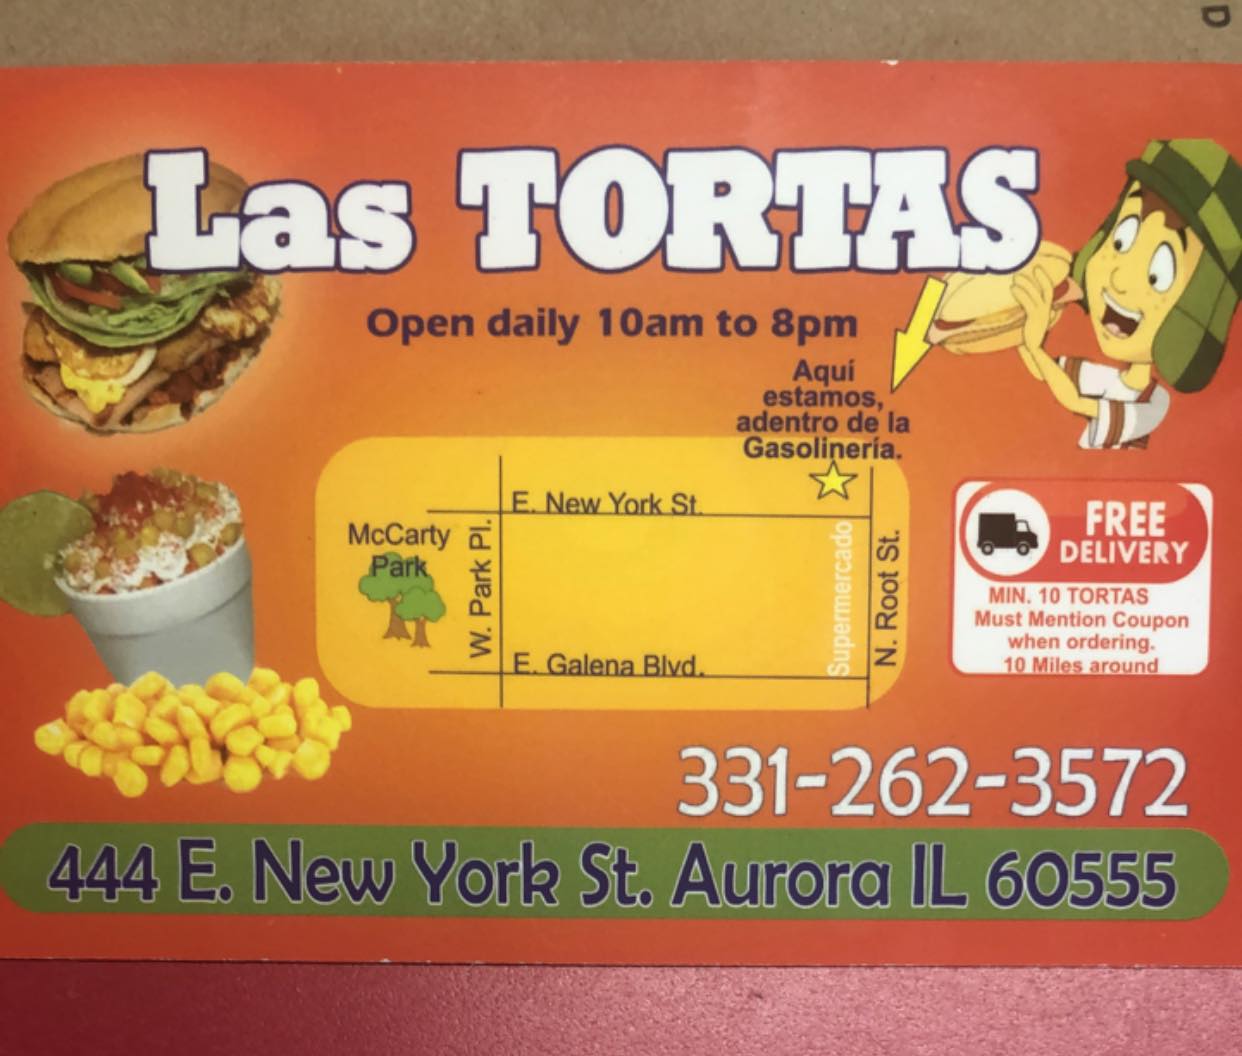 D
Las TORTAS
Open daily 10am to 8pm
Aquí
estamos,
adentro de la
Gasolinería.
E. New York St.
McCarty
Park
W. Park Pl.
Supermercado
N. Root St.
E. Galena Blvd.
FREE
DELIVERY
MIN. 10 TORTAS
Must Mention Coupon
when ordering.
10 Miles around
331-262-3572
444 E. New York St. Aurora IL 60555